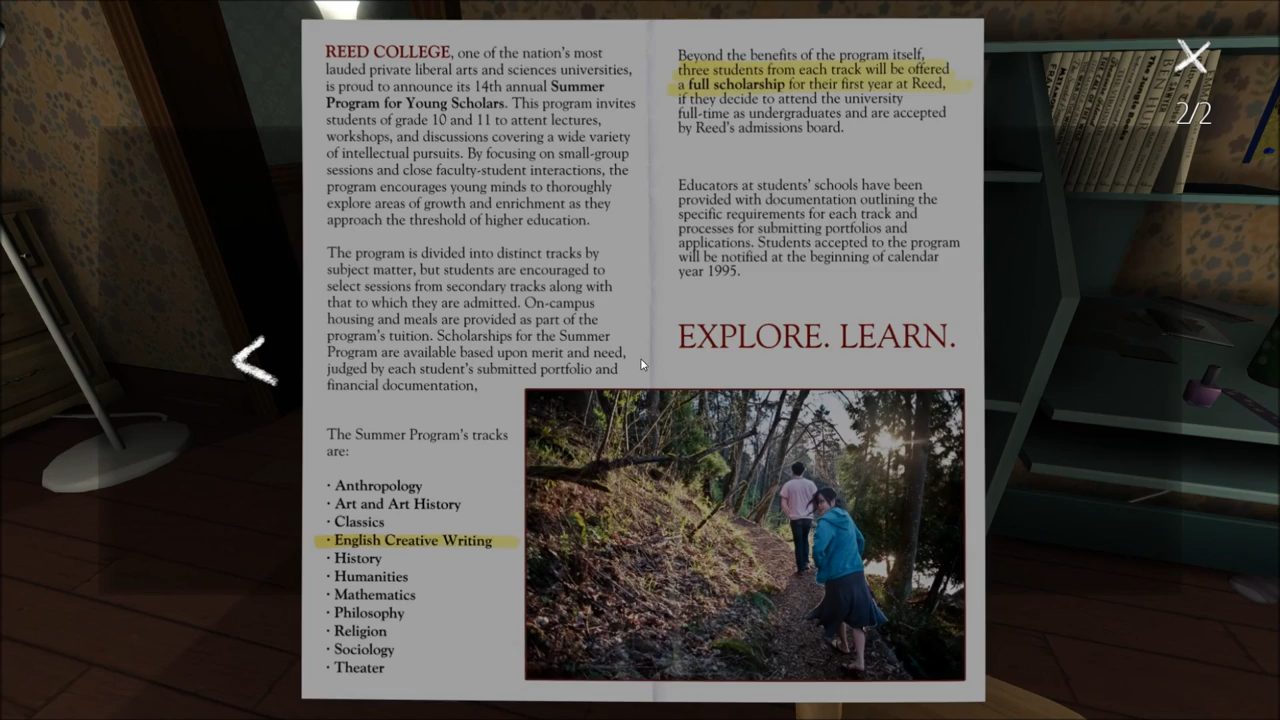 REED COLLEGE, one of the nation's most
lauded private liberal arts and sciences universities,
is proud to announce its 14th annual Summer
Program for Young Scholars. This program invites
students of grade 10 and 11 to attent lectures,
workshops, and discussions covering a wide variety
of intellectual pursuits. By focusing on small-group
sessions and close faculty-student interactions, the
program encourages young minds to thoroughly
explore areas of growth and enrichment as they
approach the threshold of higher education.
The program is divided into distinct tracks by
subject matter, but students are encouraged to
select sessions from secondary tracks along with
that to which they are admitted. On-campus
housing and meals are provided as part of the
program's tuition. Scholarships for the Summer
Program are available based upon merit and need,
judged by each student's submitted portfolio and
financial documentation,
The Summer Program's tracks
are:
· Anthropology
· Art and Art History
· Classics
· English Creative Writing
· History
· Humanities
· Mathematics
· Philosophy
· Religion
· Sociology
· Theater
Beyond the benefits of the program itself,
three students from each track will be offered
a full scholarship for their first year at Reed,
if they decide to attend the university
full-time as undergraduates and are accepted
by Reed's admissions board.
Educators at students' schools have been
provided with documentation outlining the
specific requirements for each track and
processes for submitting portfolios and
applications. Students accepted to the program
will be notified at the beginning of calendar
year 1995.
EXPLORE. LEARN.
2/2